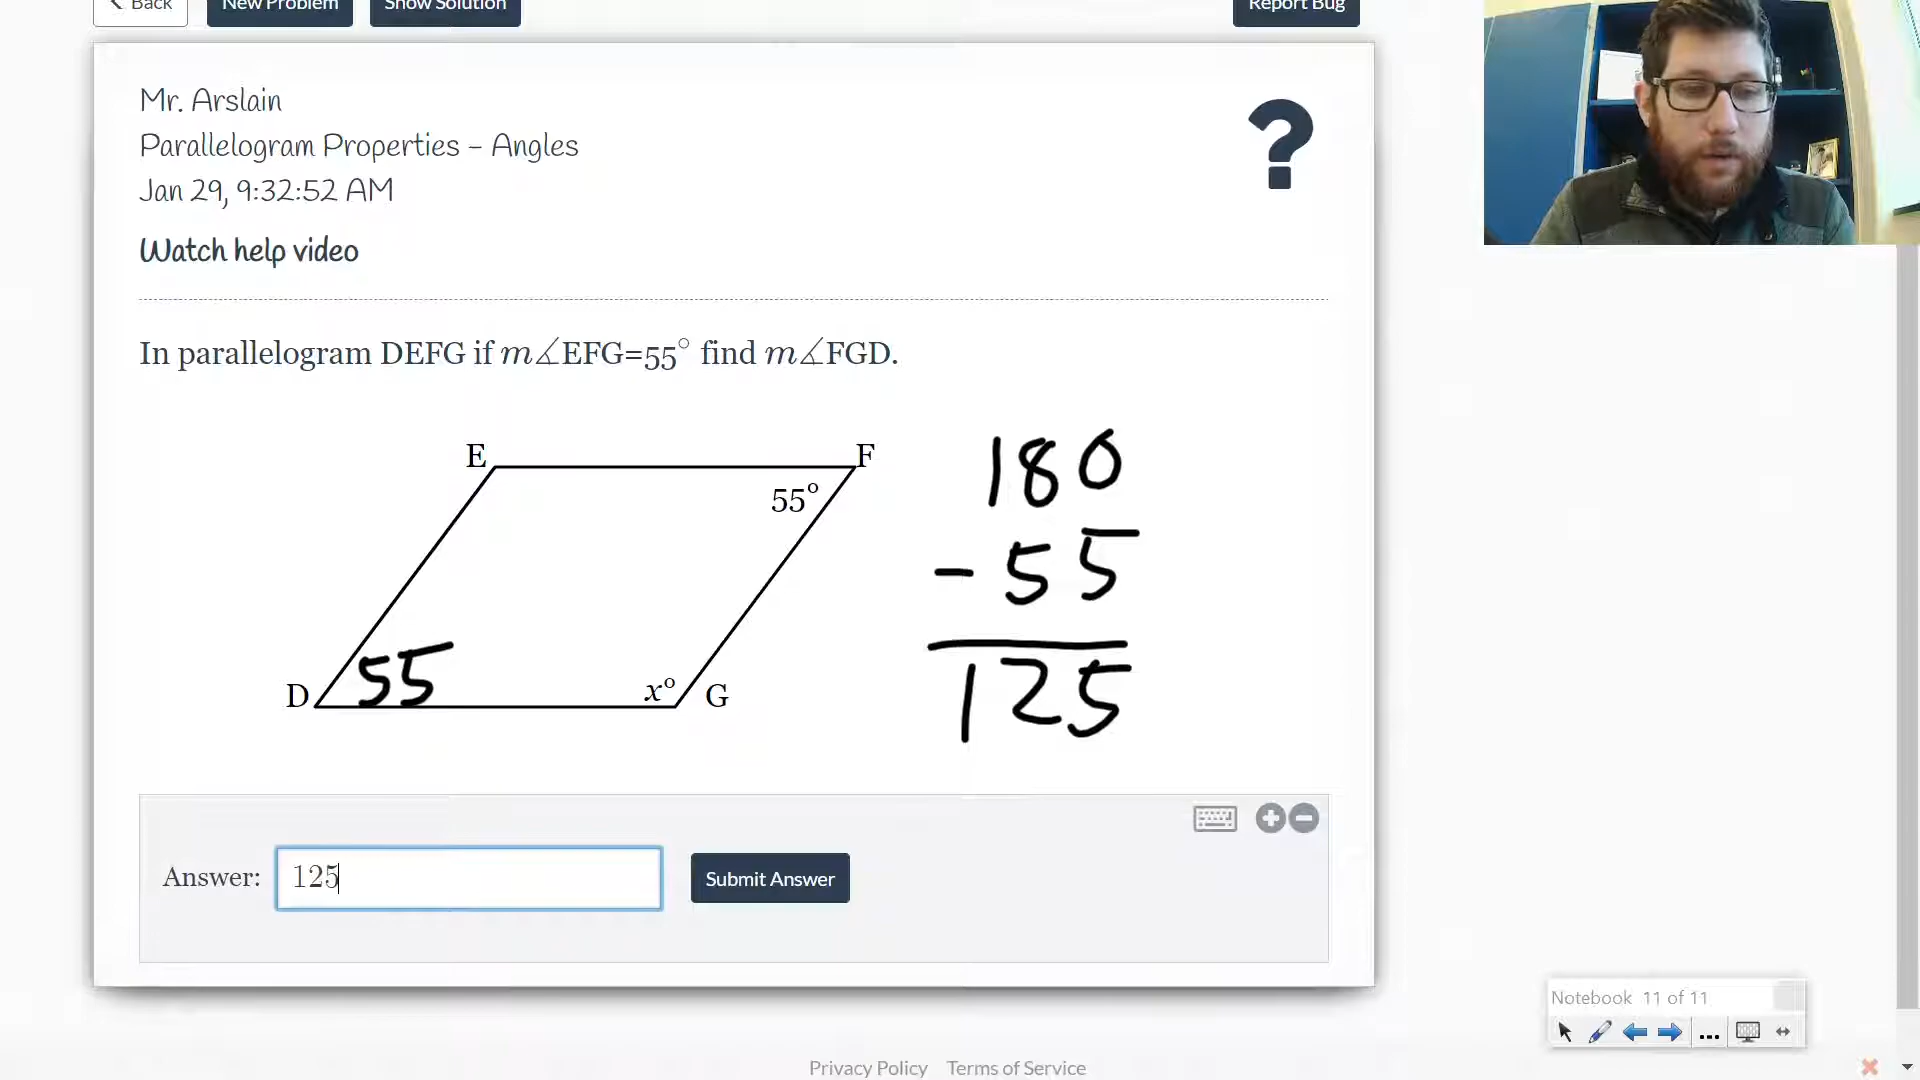 Back New Problem Show Solution Report Bug
Mr. Arslain
Parallelogram Properties - Angles
Jan 29, 9:32:52 AM
?
Watch help video
In parallelogram DEFG if m∡EFG=55° find m∡FGD.
E F
55°
D 55 x° G
180
- 55
125
Answer: 125 Submit Answer
Notebook 11 of 11
...
Privacy Policy Terms of Service